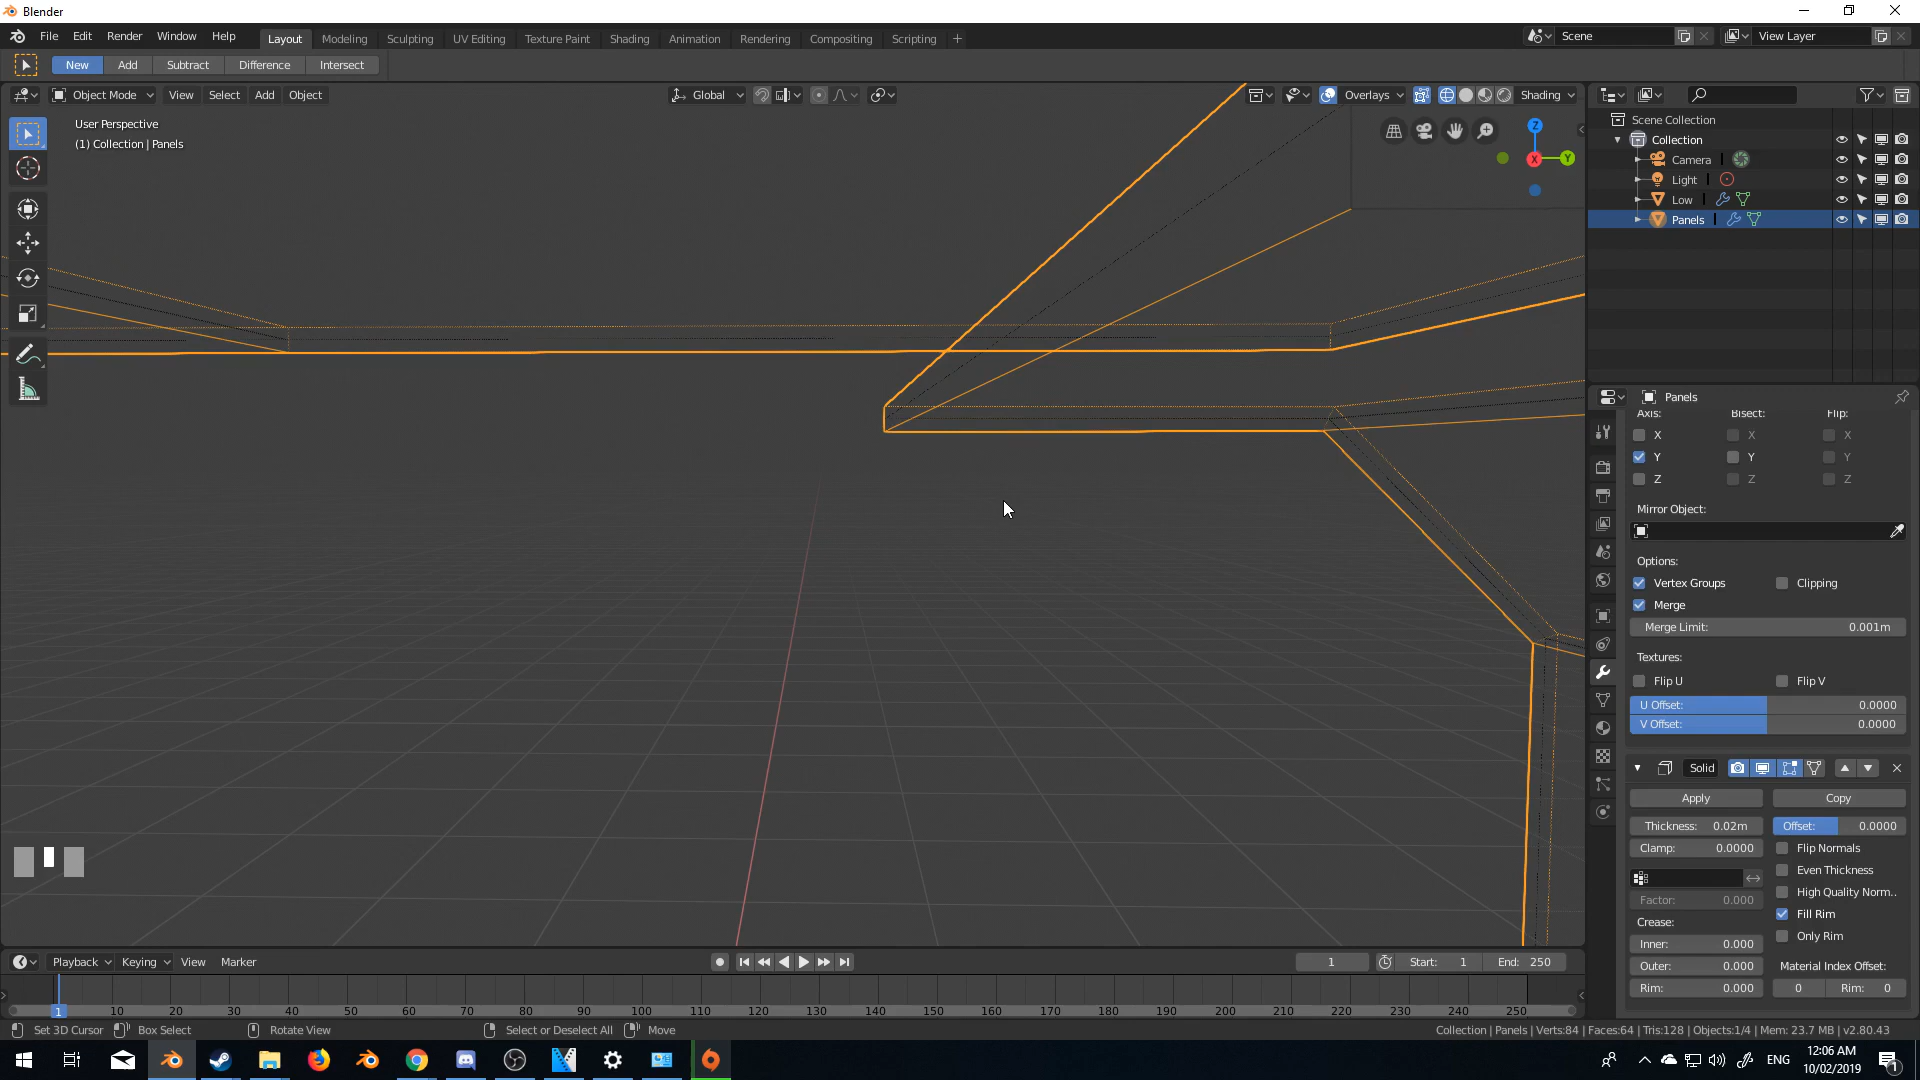 Blender
File Edit Render Window Help Layout Modeling Sculpting UV Editing Texture Paint Shading Animation Rendering Compositing Scripting + Scene View Layer
New Add Subtract Difference Intersect
Object Mode View Select Add Object Global Overlays Shading
User Perspective
(1) Collection | Panels
Z
X Y
Scene Collection
Collection
Camera
Light
Low
Panels
Panels
Axis: Bisect: Flip:
X X X
Y Y Y
Z Z Z
Mirror Object:
Options:
Vertex Groups Clipping
Merge
Merge Limit: 0.001m
Textures:
Flip U Flip V
U Offset: 0.0000
V Offset: 0.0000
Solid
Apply Copy
Thickness: 0.02m Offset: 0.0000
Clamp: 0.0000 Flip Normals
Even Thickness
High Quality Norm..
Factor: 0.000
Fill Rim
Crease:
Only Rim
Inner: 0.000
Outer: 0.000 Material Index Offset:
Rim: 0.000 0 Rim: 0
Playback Keying View Marker 1 Start: 1 End: 250
1 10 20 30 40 50 60 70 80 90 100 110 120 130 140 150 160 170 180 190 200 210 220 230 240 250
Set 3D Cursor Box Select Rotate View Select or Deselect All Move Collection | Panels | Verts:84 | Faces:64 | Tris:128 | Objects:1/4 | Mem: 23.7 MB | v2.80.43
ENG 12:06 AM
10/02/2019
1